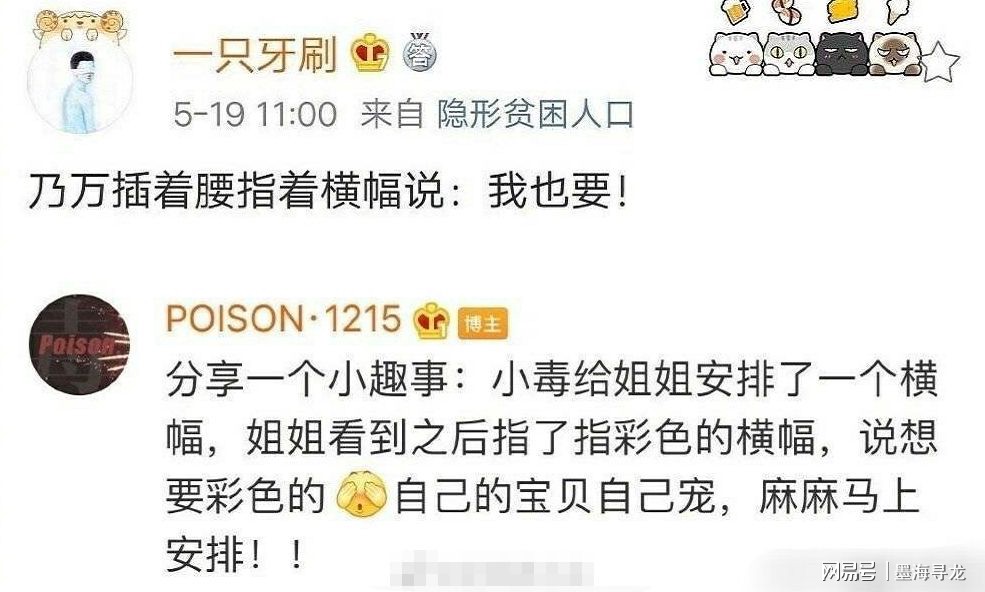 一只牙刷 答
5-19 11:00 来自 隐形贫困人口
乃万插着腰指着横幅说：我也要！
Poison
POISON·1215 博主
分享一个小趣事：小毒给姐姐安排了一个横
幅，姐姐看到之后指了指彩色的横幅，说想
要彩色的自己的宝贝自己宠，麻麻马上
安排！！
网易号 | 墨海寻龙